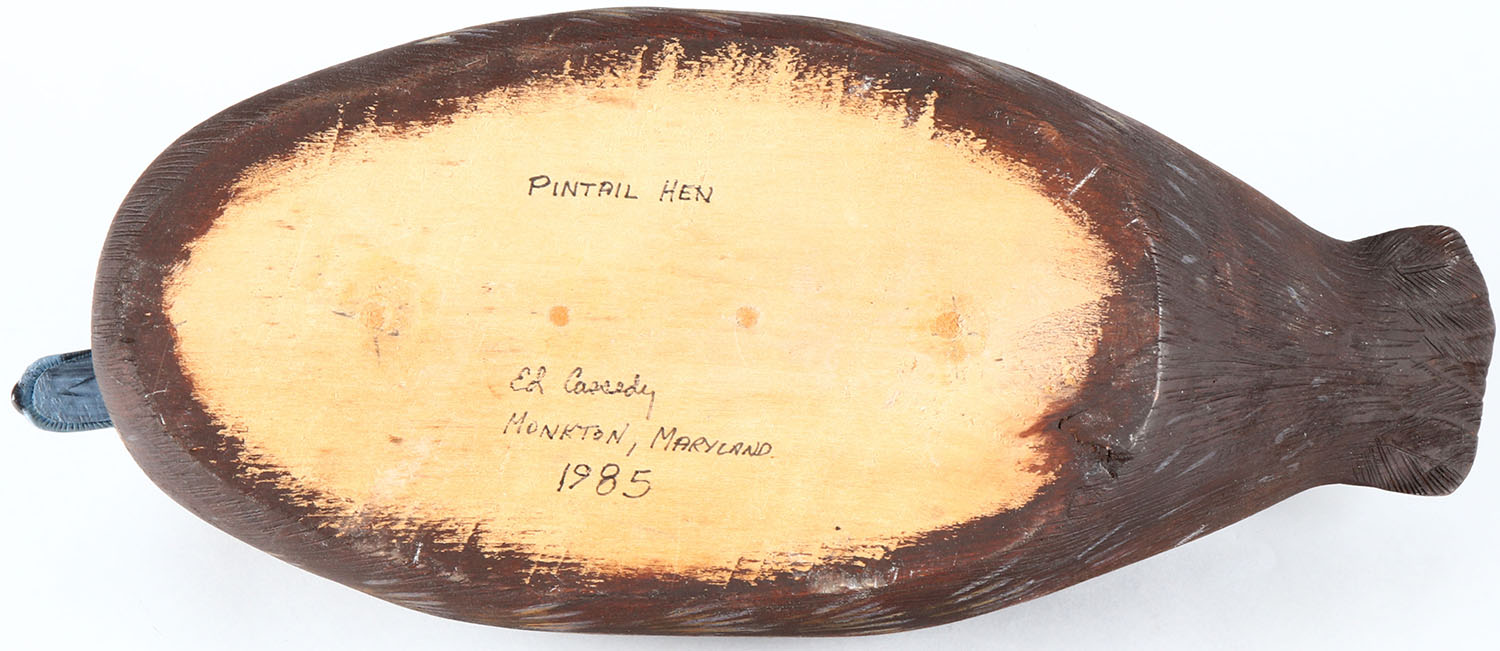 PINTAIL HEN
Ed Cassedy
MONKTON, MARYLAND.
1985